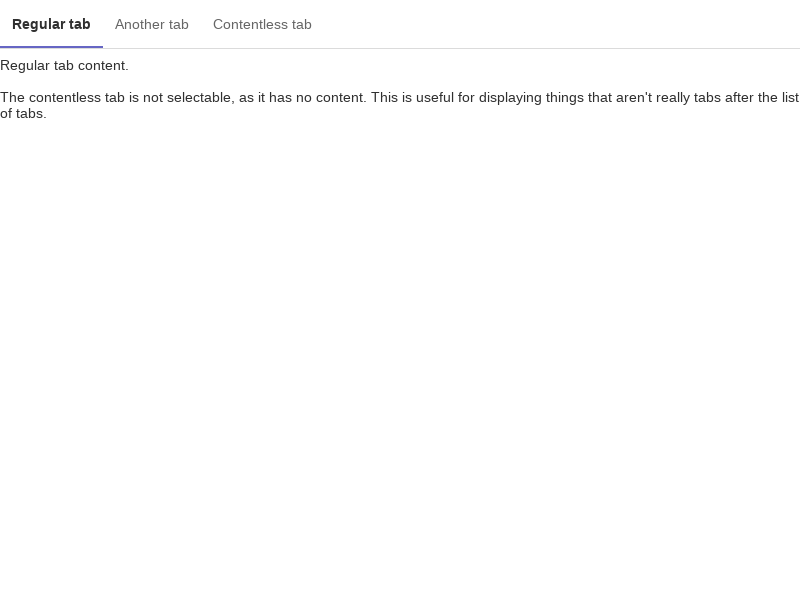 Regular tab Another tab Contentless tab
Regular tab content.
The contentless tab is not selectable, as it has no content. This is useful for displaying things that aren't really tabs after the list
of tabs.